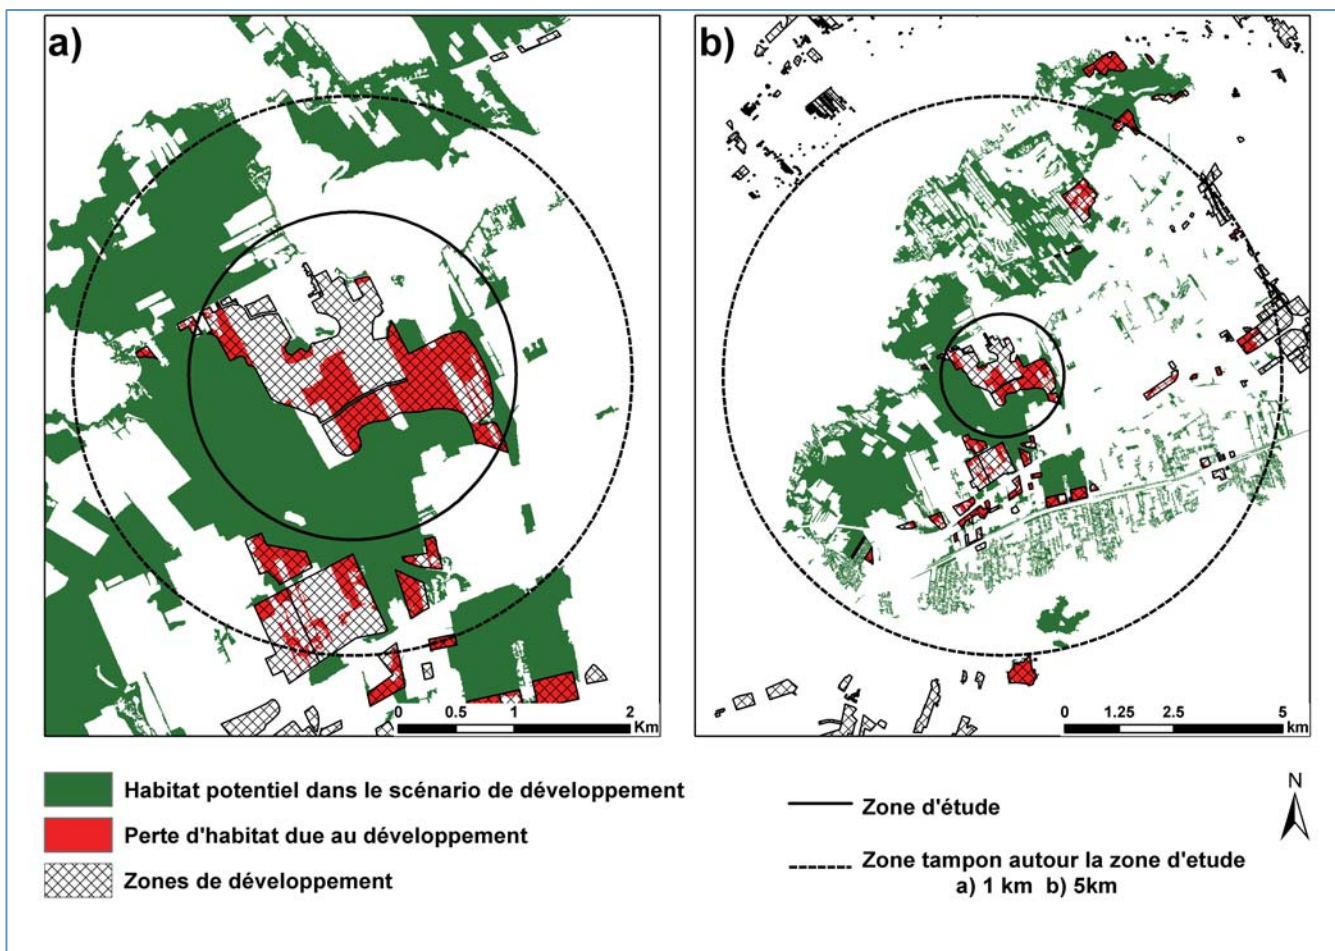 a)
b)
0 0.5 1 2
Km
0 1.25 2.5 5
km
Habitat potentiel dans le scénario de développement
Perte d'habitat due au développement
Zones de développement
Zone d'étude
Zone tampon autour la zone d'etude
a) 1 km b) 5km
N